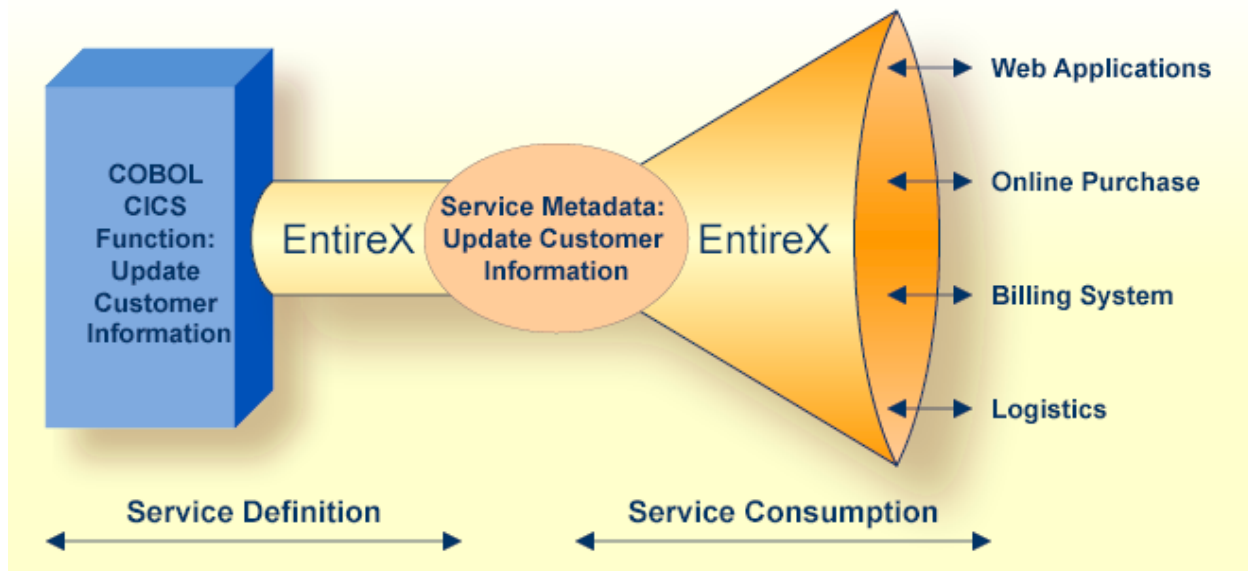 COBOL
CICS
Function:
Update
Customer
Information
EntireX
Service Metadata:
Update Customer
Information
EntireX
Web Applications
Online Purchase
Billing System
Logistics
Service Definition
Service Consumption